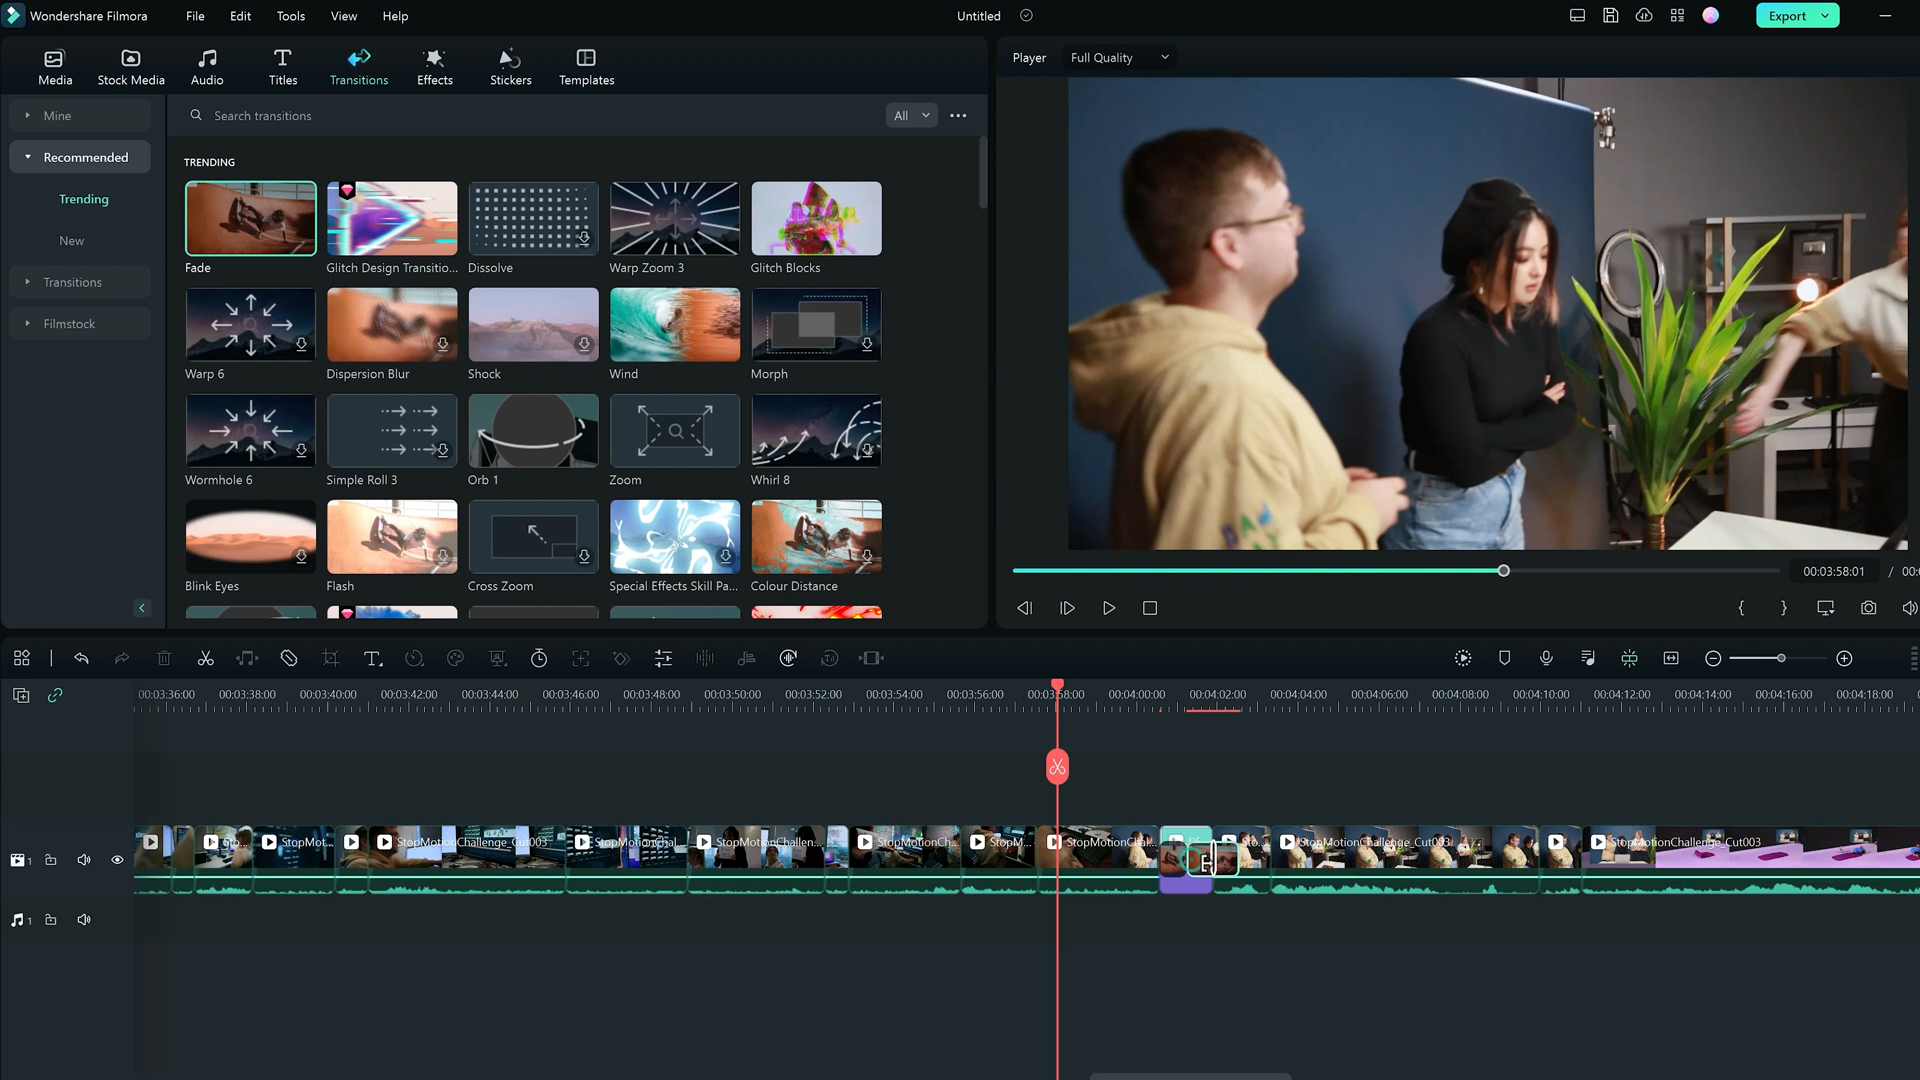 Wondershare Filmora
File
Edit
Tools
View
Help
Untitled
Export
Media
Stock Media
Audio
Titles
Transitions
Effects
Stickers
Templates
Player
Full Quality
Mine
Recommended
Trending
New
Transitions
Filmstock
Search transitions
All
TRENDING
Fade
Glitch Design Transitio...
Dissolve
Warp Zoom 3
Glitch Blocks
Warp 6
Dispersion Blur
Shock
Wind
Morph
Wormhole 6
Simple Roll 3
Orb 1
Zoom
Whirl 8
Blink Eyes
Flash
Cross Zoom
Special Effects Skill Pa...
Colour Distance
00:03:58:01 / 00:
00:03:36:00
00:03:38:00
00:03:40:00
00:03:42:00
00:03:44:00
00:03:46:00
00:03:48:00
00:03:50:00
00:03:52:00
00:03:54:00
00:03:56:00
00:03:58:00
00:04:00:00
00:04:02:00
00:04:04:00
00:04:06:00
00:04:08:00
00:04:10:00
00:04:12:00
00:04:14:00
00:04:16:00
00:04:18:00
1
Sto...
StopMot...
StopMotionChallenge_Cut003
StopMotionChal...
StopMotionChallen...
StopMotionCh...
StopM...
StopMotionChal...
Sto...
StopMotionChallenge_Cut003
StopMotionChallenge_Cut003
1